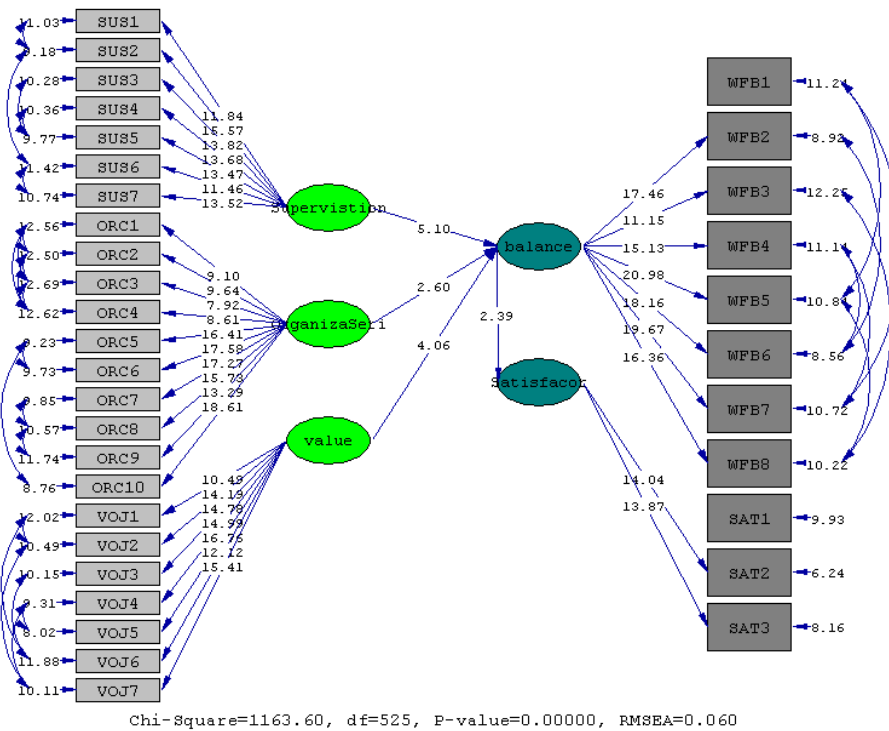 11.03 SUS1
9.18 SUS2
10.28 SUS3
10.36 SUS4
9.77 SUS5
11.42 SUS6
10.74 SUS7
12.56 ORC1
12.50 ORC2
12.69 ORC3
12.62 ORC4
9.23 ORC5
9.73 ORC6
9.85 ORC7
10.57 ORC8
11.74 ORC9
8.76 ORC10
12.02 VOJ1
10.49 VOJ2
10.15 VOJ3
9.31 VOJ4
8.02 VOJ5
11.88 VOJ6
10.11 VOJ7
11.84
15.57
13.82
13.68
13.47
11.46
13.52
9.10
9.64
7.92
8.61
16.41
17.58
17.27
15.73
13.29
18.61
10.49
14.19
14.78
14.99
16.76
12.12
15.41
Supervistion
OrganizaSeri
value
5.10
2.60
4.06
balance
2.39
Satisfacor
17.46
11.15
15.13
20.98
18.16
19.67
16.36
14.04
13.87
WFB1 11.24
WFB2 8.92
WFB3 12.25
WFB4 11.14
WFB5 10.84
WFB6 8.56
WFB7 10.72
WFB8 10.22
SAT1 9.93
SAT2 6.24
SAT3 8.16
Chi-Square=1163.60, df=525, P-value=0.00000, RMSEA=0.060